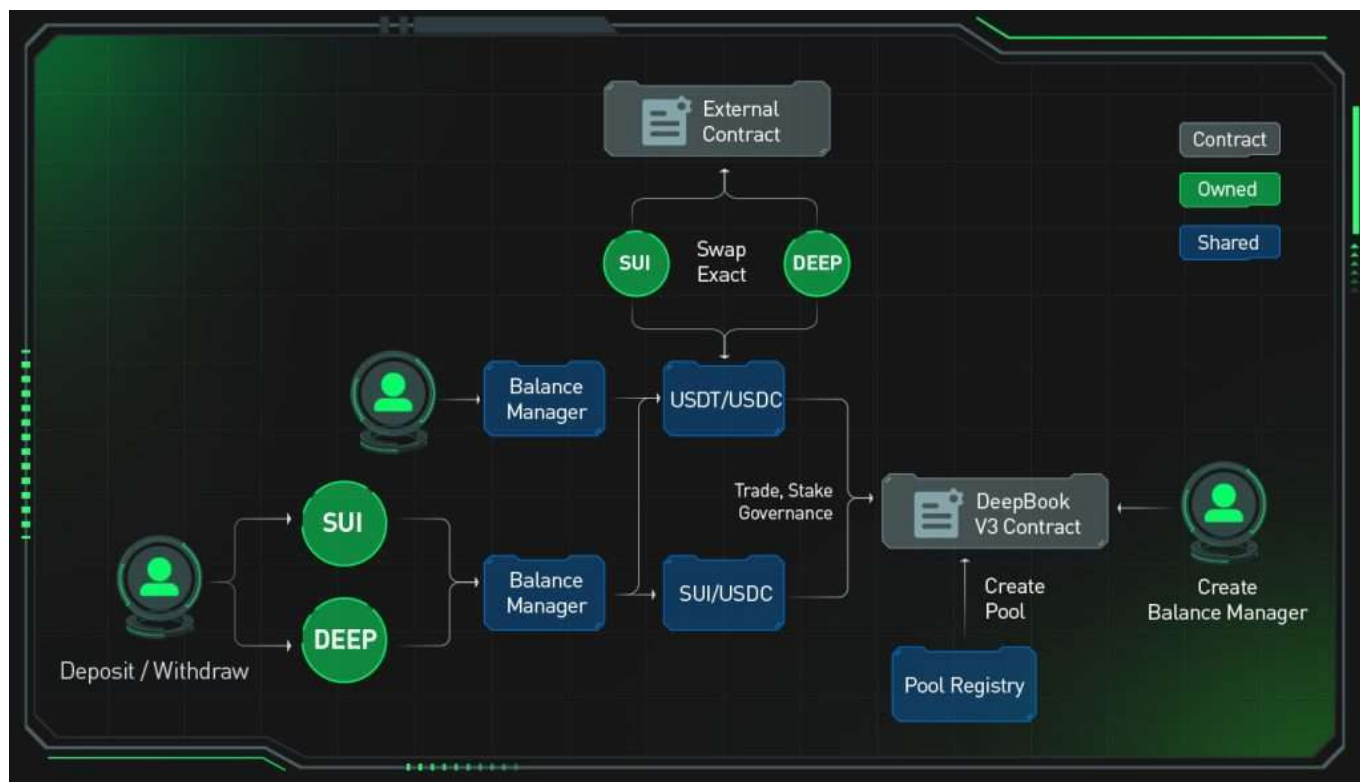 External
Contract
Contract
Owned
Shared
SUI
Swap
Exact
DEEP
Balance
Manager
USDT/USDC
SUI
Trade, Stake
Governance
DeepBook
V3 Contract
Balance
Manager
SUI/USDC
Create
Pool
Create
Balance Manager
DEEP
Deposit / Withdraw
Pool Registry